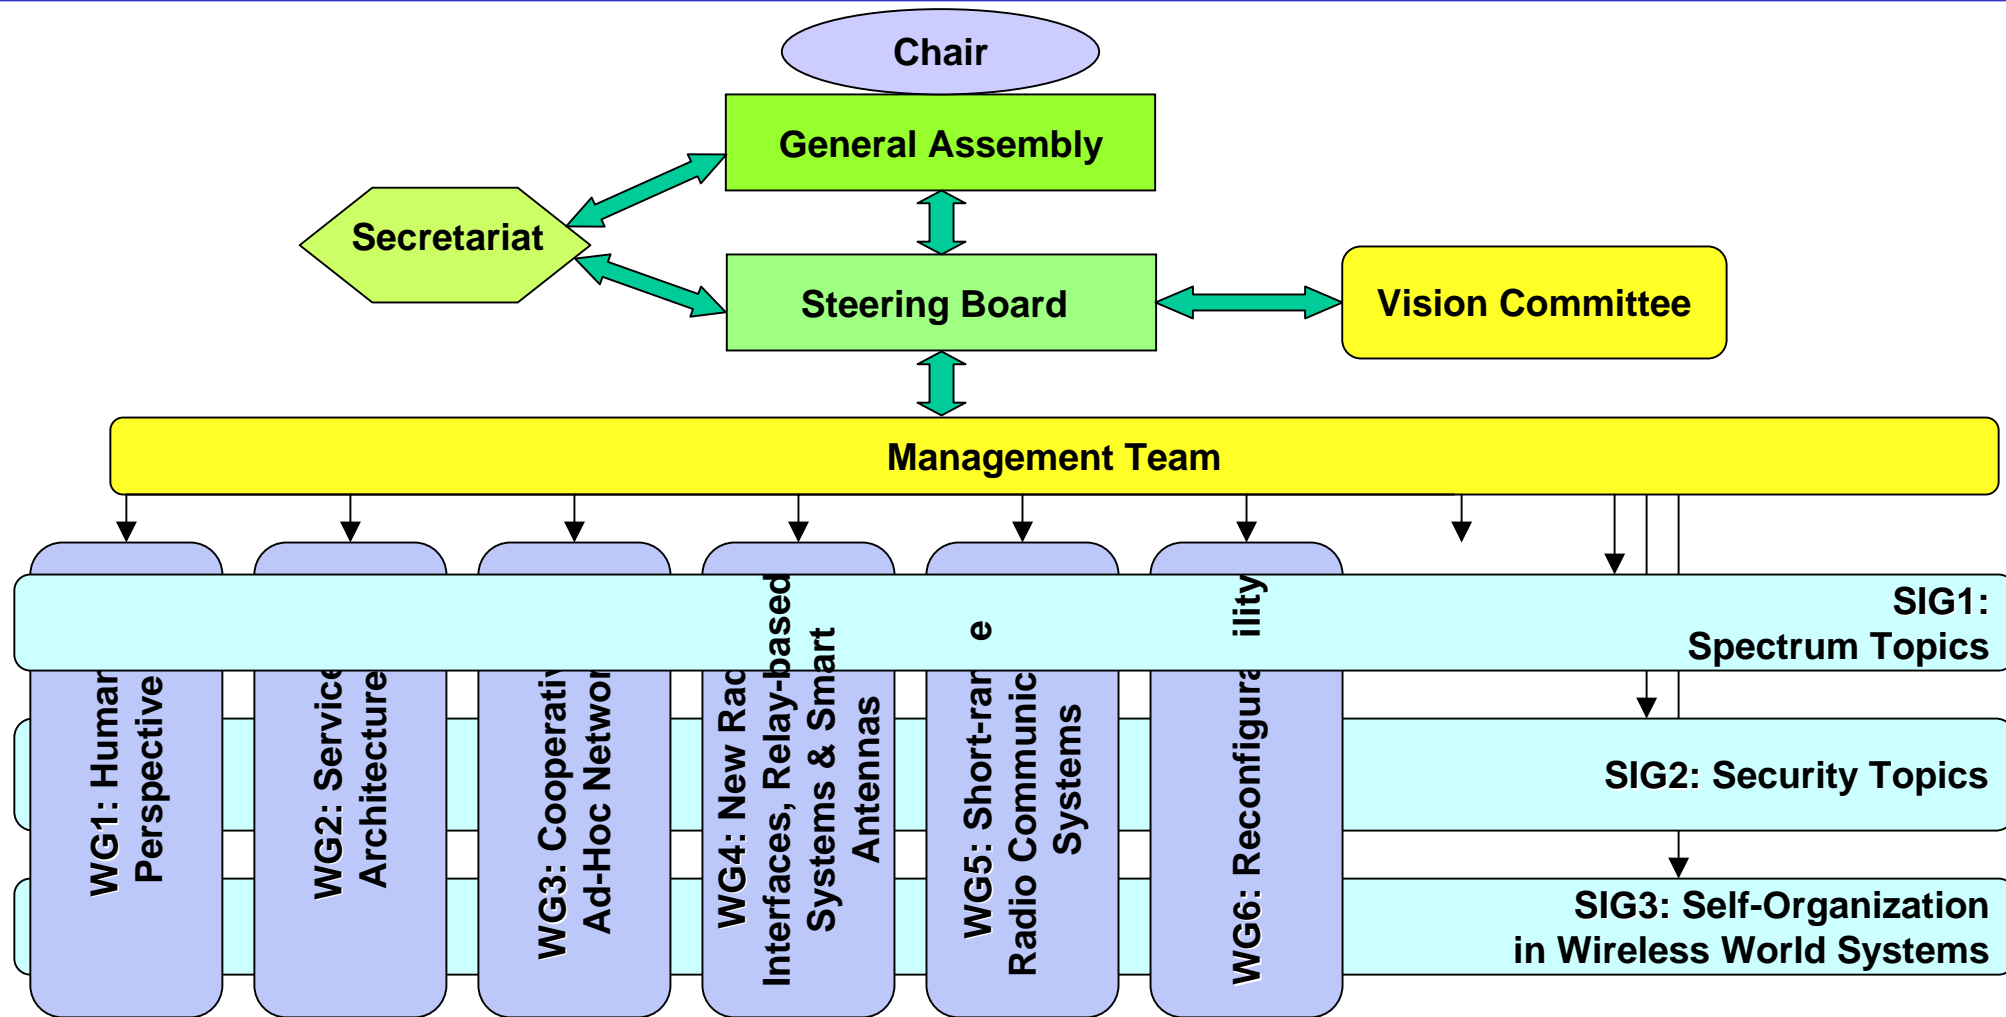 Chair
General Assembly
Secretariat
Steering Board
Vision Committee
Management Team
SIG1:
Spectrum Topics
SIG2: Security Topics
SIG3: Self-Organization
in Wireless World Systems
WG1: Human
Perspective
WG2: Service
Architecture
WG3: Cooperativ
Ad-Hoc Networ
WG4: New Rad
Interfaces, Relay-based
Systems & Smart
Antennas
WG5: Short-ran e
Radio Communic
Systems
WG6: Reconfigura ility